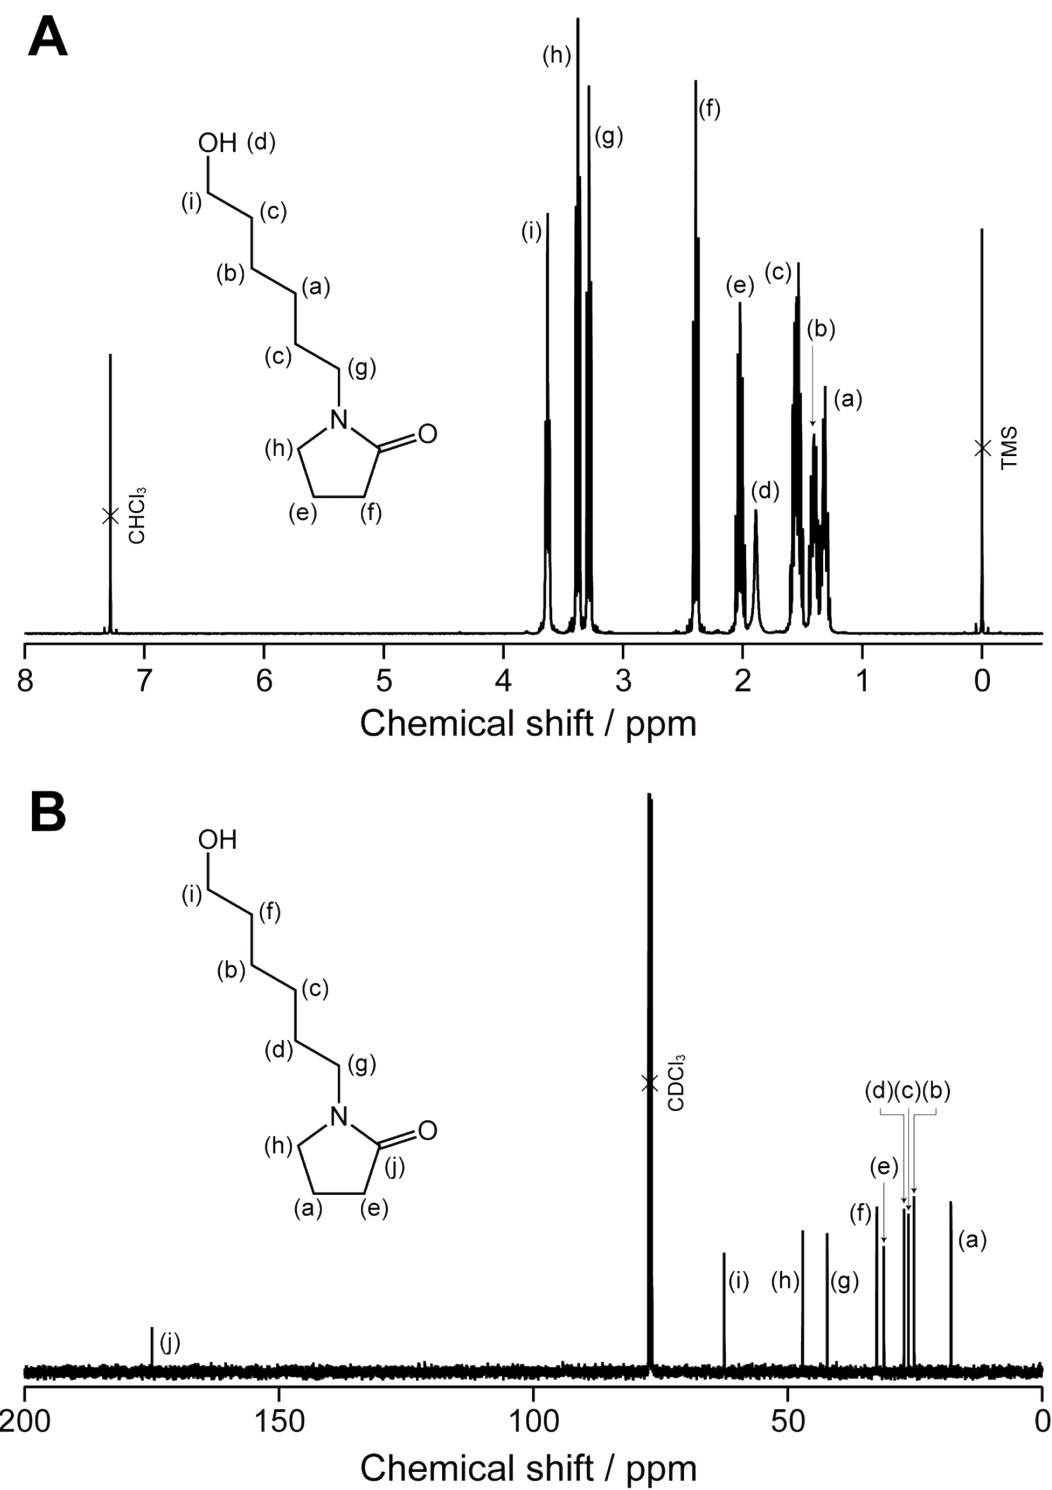 A
(h)
(f)
(g)
OH (d)
(i)
(c)
(i)
(c)
(b)
(a)
(e)
(b)
(c)
(g)
(a)
N
O
(h)
(d)
TMS
CHCl₃
(e)
(f)
8 7 6 5 4 3 2 1 0
Chemical shift / ppm
B
OH
(i)
(f)
(b)
(c)
(d)
(g)
CDCl₃
(d)(c)(b)
N
O
(h)
(j)
(e)
(a)
(e)
(f)
(a)
(i)
(h)
(g)
(j)
200 150 100 50 0
Chemical shift / ppm